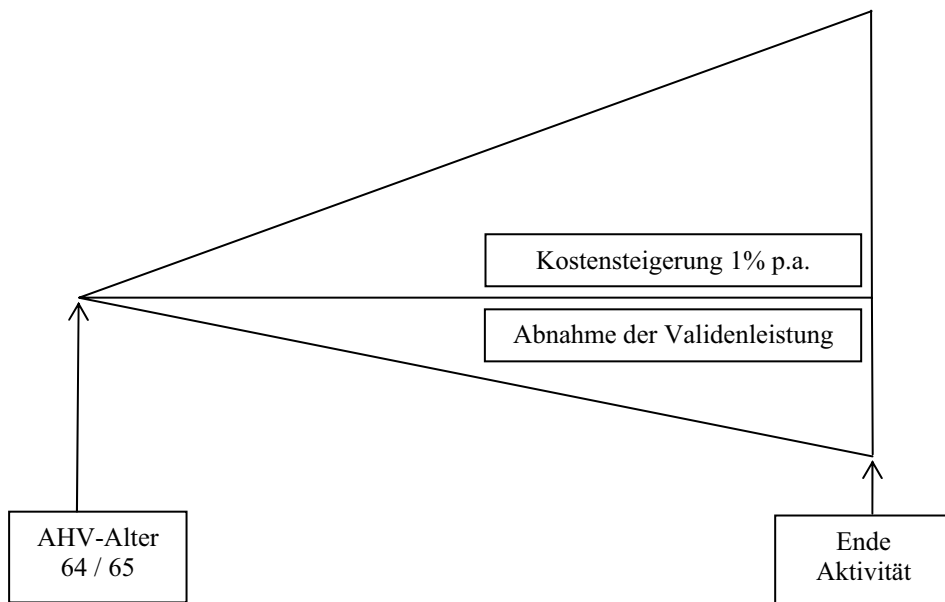 Kostensteigerung 1% p.a.
Abnahme der Validenleistung
AHV-Alter
64 / 65
Ende
Aktivität